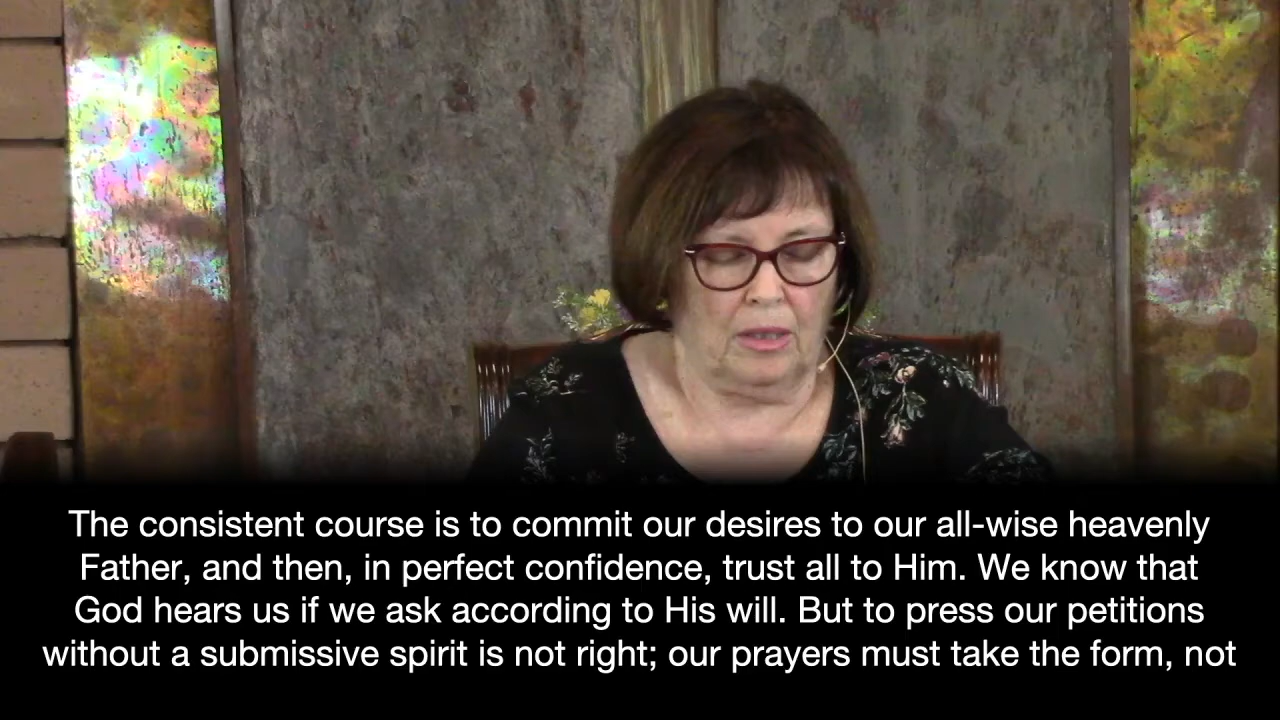 The consistent course is to commit our desires to our all-wise heavenly
Father, and then, in perfect confidence, trust all to Him. We know that
God hears us if we ask according to His will. But to press our petitions
without a submissive spirit is not right; our prayers must take the form, not